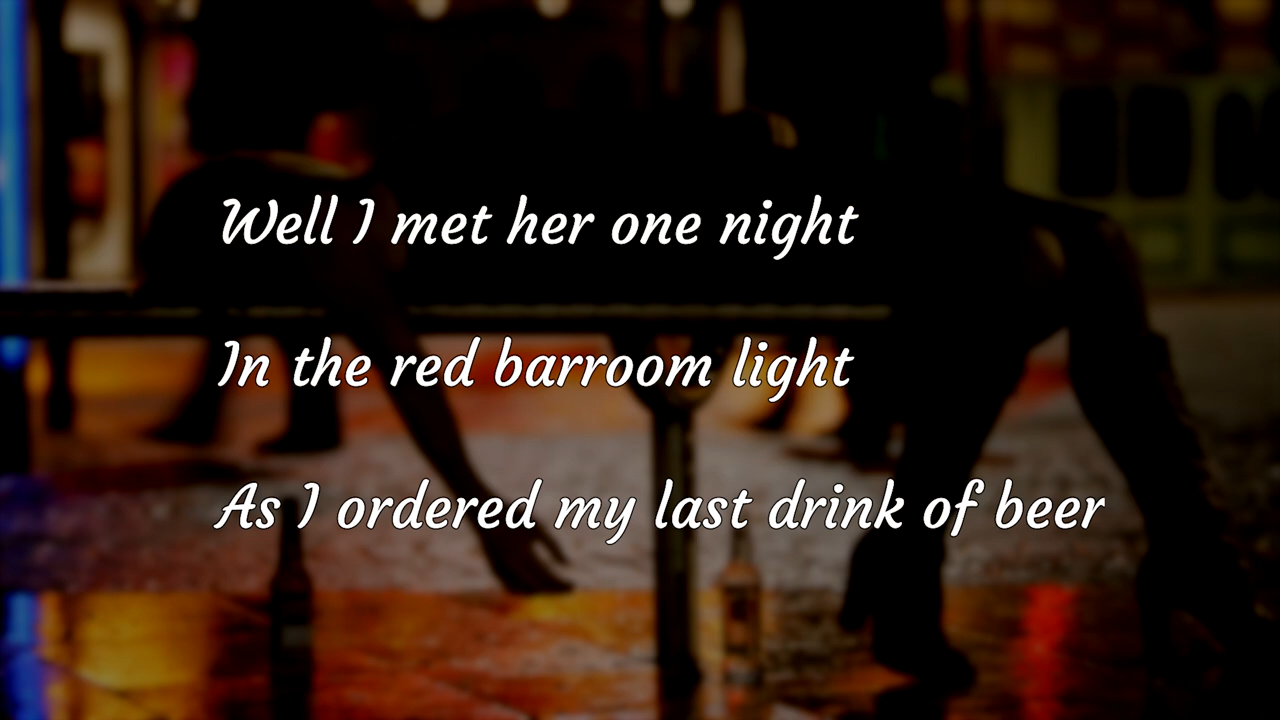 Well I met her one night
In the red barroom light
As I ordered my last drink of beer